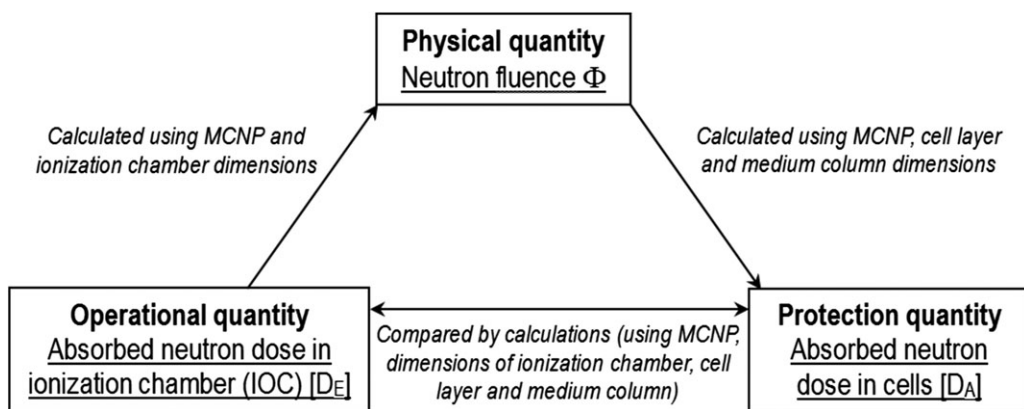 Physical quantity
Neutron fluence Φ
Calculated using MCNP and
ionization chamber dimensions
Calculated using MCNP, cell layer
and medium column dimensions
Operational quantity
Absorbed neutron dose in
ionization chamber (IOC) [DE]
Compared by calculations (using MCNP,
dimensions of ionization chamber, cell
layer and medium column)
Protection quantity
Absorbed neutron
dose in cells [DA]